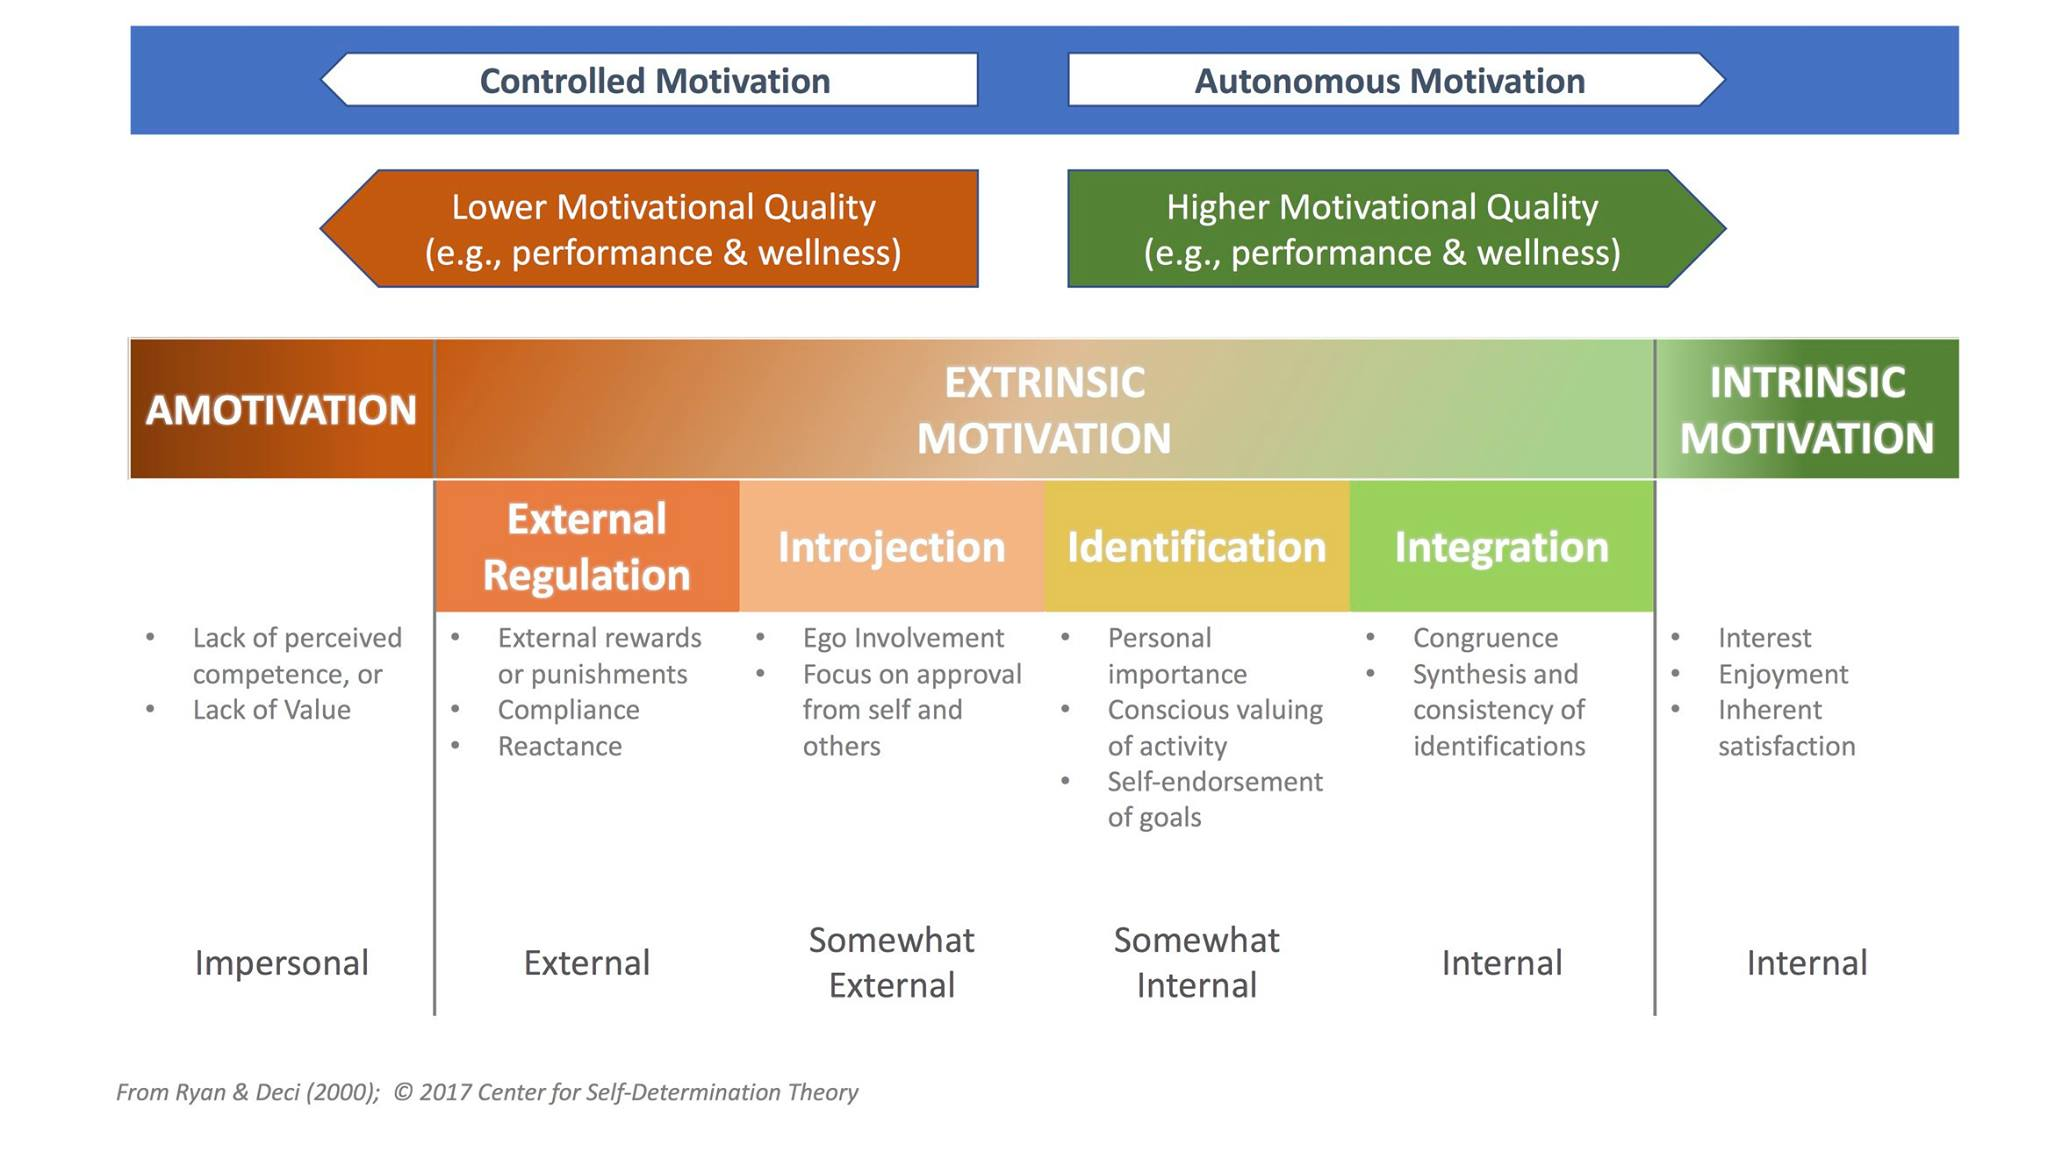 Controlled Motivation
Autonomous Motivation
Lower Motivational Quality
(e.g., performance & wellness)
Higher Motivational Quality
(e.g., performance & wellness)
AMOTIVATION
EXTRINSIC
MOTIVATION
INTRINSIC
MOTIVATION
External
Regulation
Introjection
Identification
Integration
• Lack of perceived
competence, or
• Lack of Value
• External rewards
or punishments
• Compliance
• Reactance
• Ego Involvement
• Focus on approval
from self and
others
• Personal
importance
• Conscious valuing
of activity
• Self-endorsement
of goals
• Congruence
• Synthesis and
consistency of
identifications
• Interest
• Enjoyment
• Inherent
satisfaction
Impersonal
External
Somewhat
External
Somewhat
Internal
Internal
Internal
From Ryan & Deci (2000); © 2017 Center for Self-Determination Theory